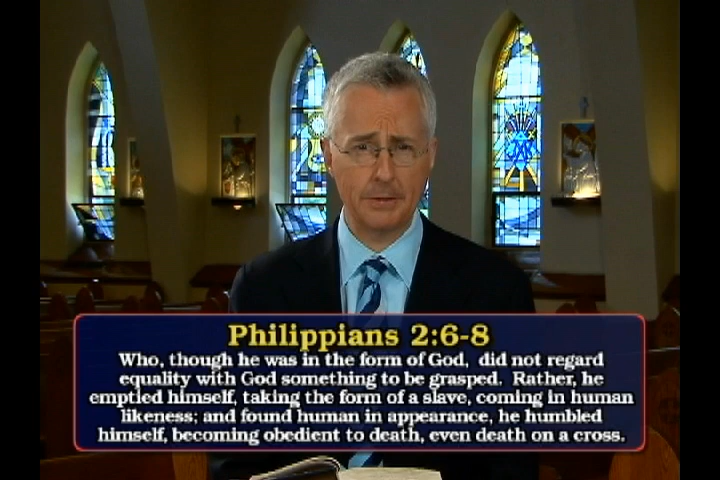 Philippians 2:6-8
Who, though he was in the form of God, did not regard
equality with God something to be grasped. Rather, he
emptied himself, taking the form of a slave, coming in human
likeness; and found human in appearance, he humbled
himself, becoming obedient to death, even death on a cross.